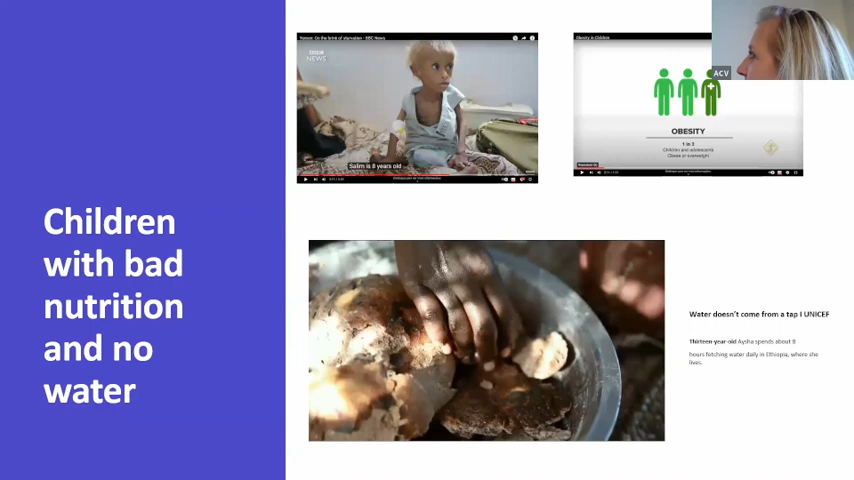 Children
with bad
nutrition
and no
water
Yemen: On the brink of starvation - BBC News
BBC
NEWS
Salim is 8 years old
Obesity in Children
OBESITY
1 in 3
Children and adolescents
Obese or overweight
ACV
Water doesn't come from a tap I UNICEF
Thirteen-year-old Aysha spends about 8
hours fetching water daily in Ethiopia, where she
lives.